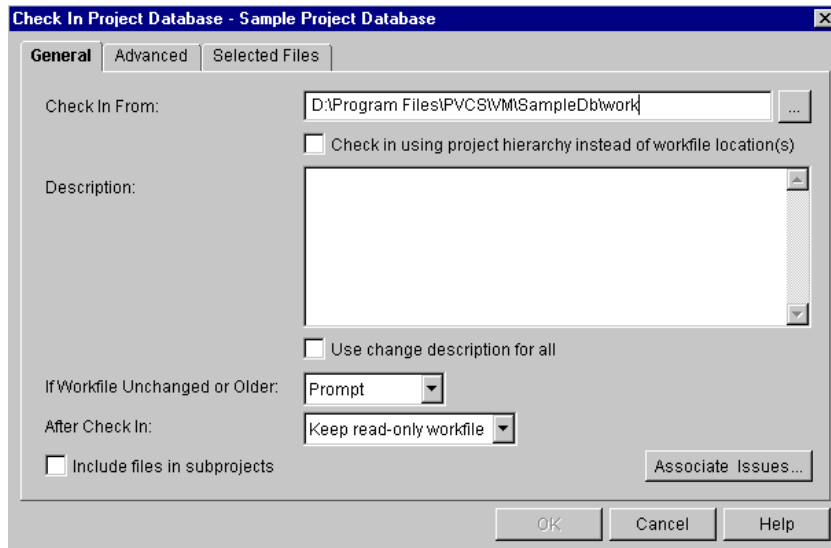 Check In Project Database - Sample Project Database
General Advanced Selected Files
Check In From: D:\Program Files\PVCS\VM\SampleDb\work ...
Check in using project hierarchy instead of workfile location(s)
Description:
Use change description for all
If Workfile Unchanged or Older: Prompt
After Check In: Keep read-only workfile
Include files in subprojects Associate Issues...
OK Cancel Help